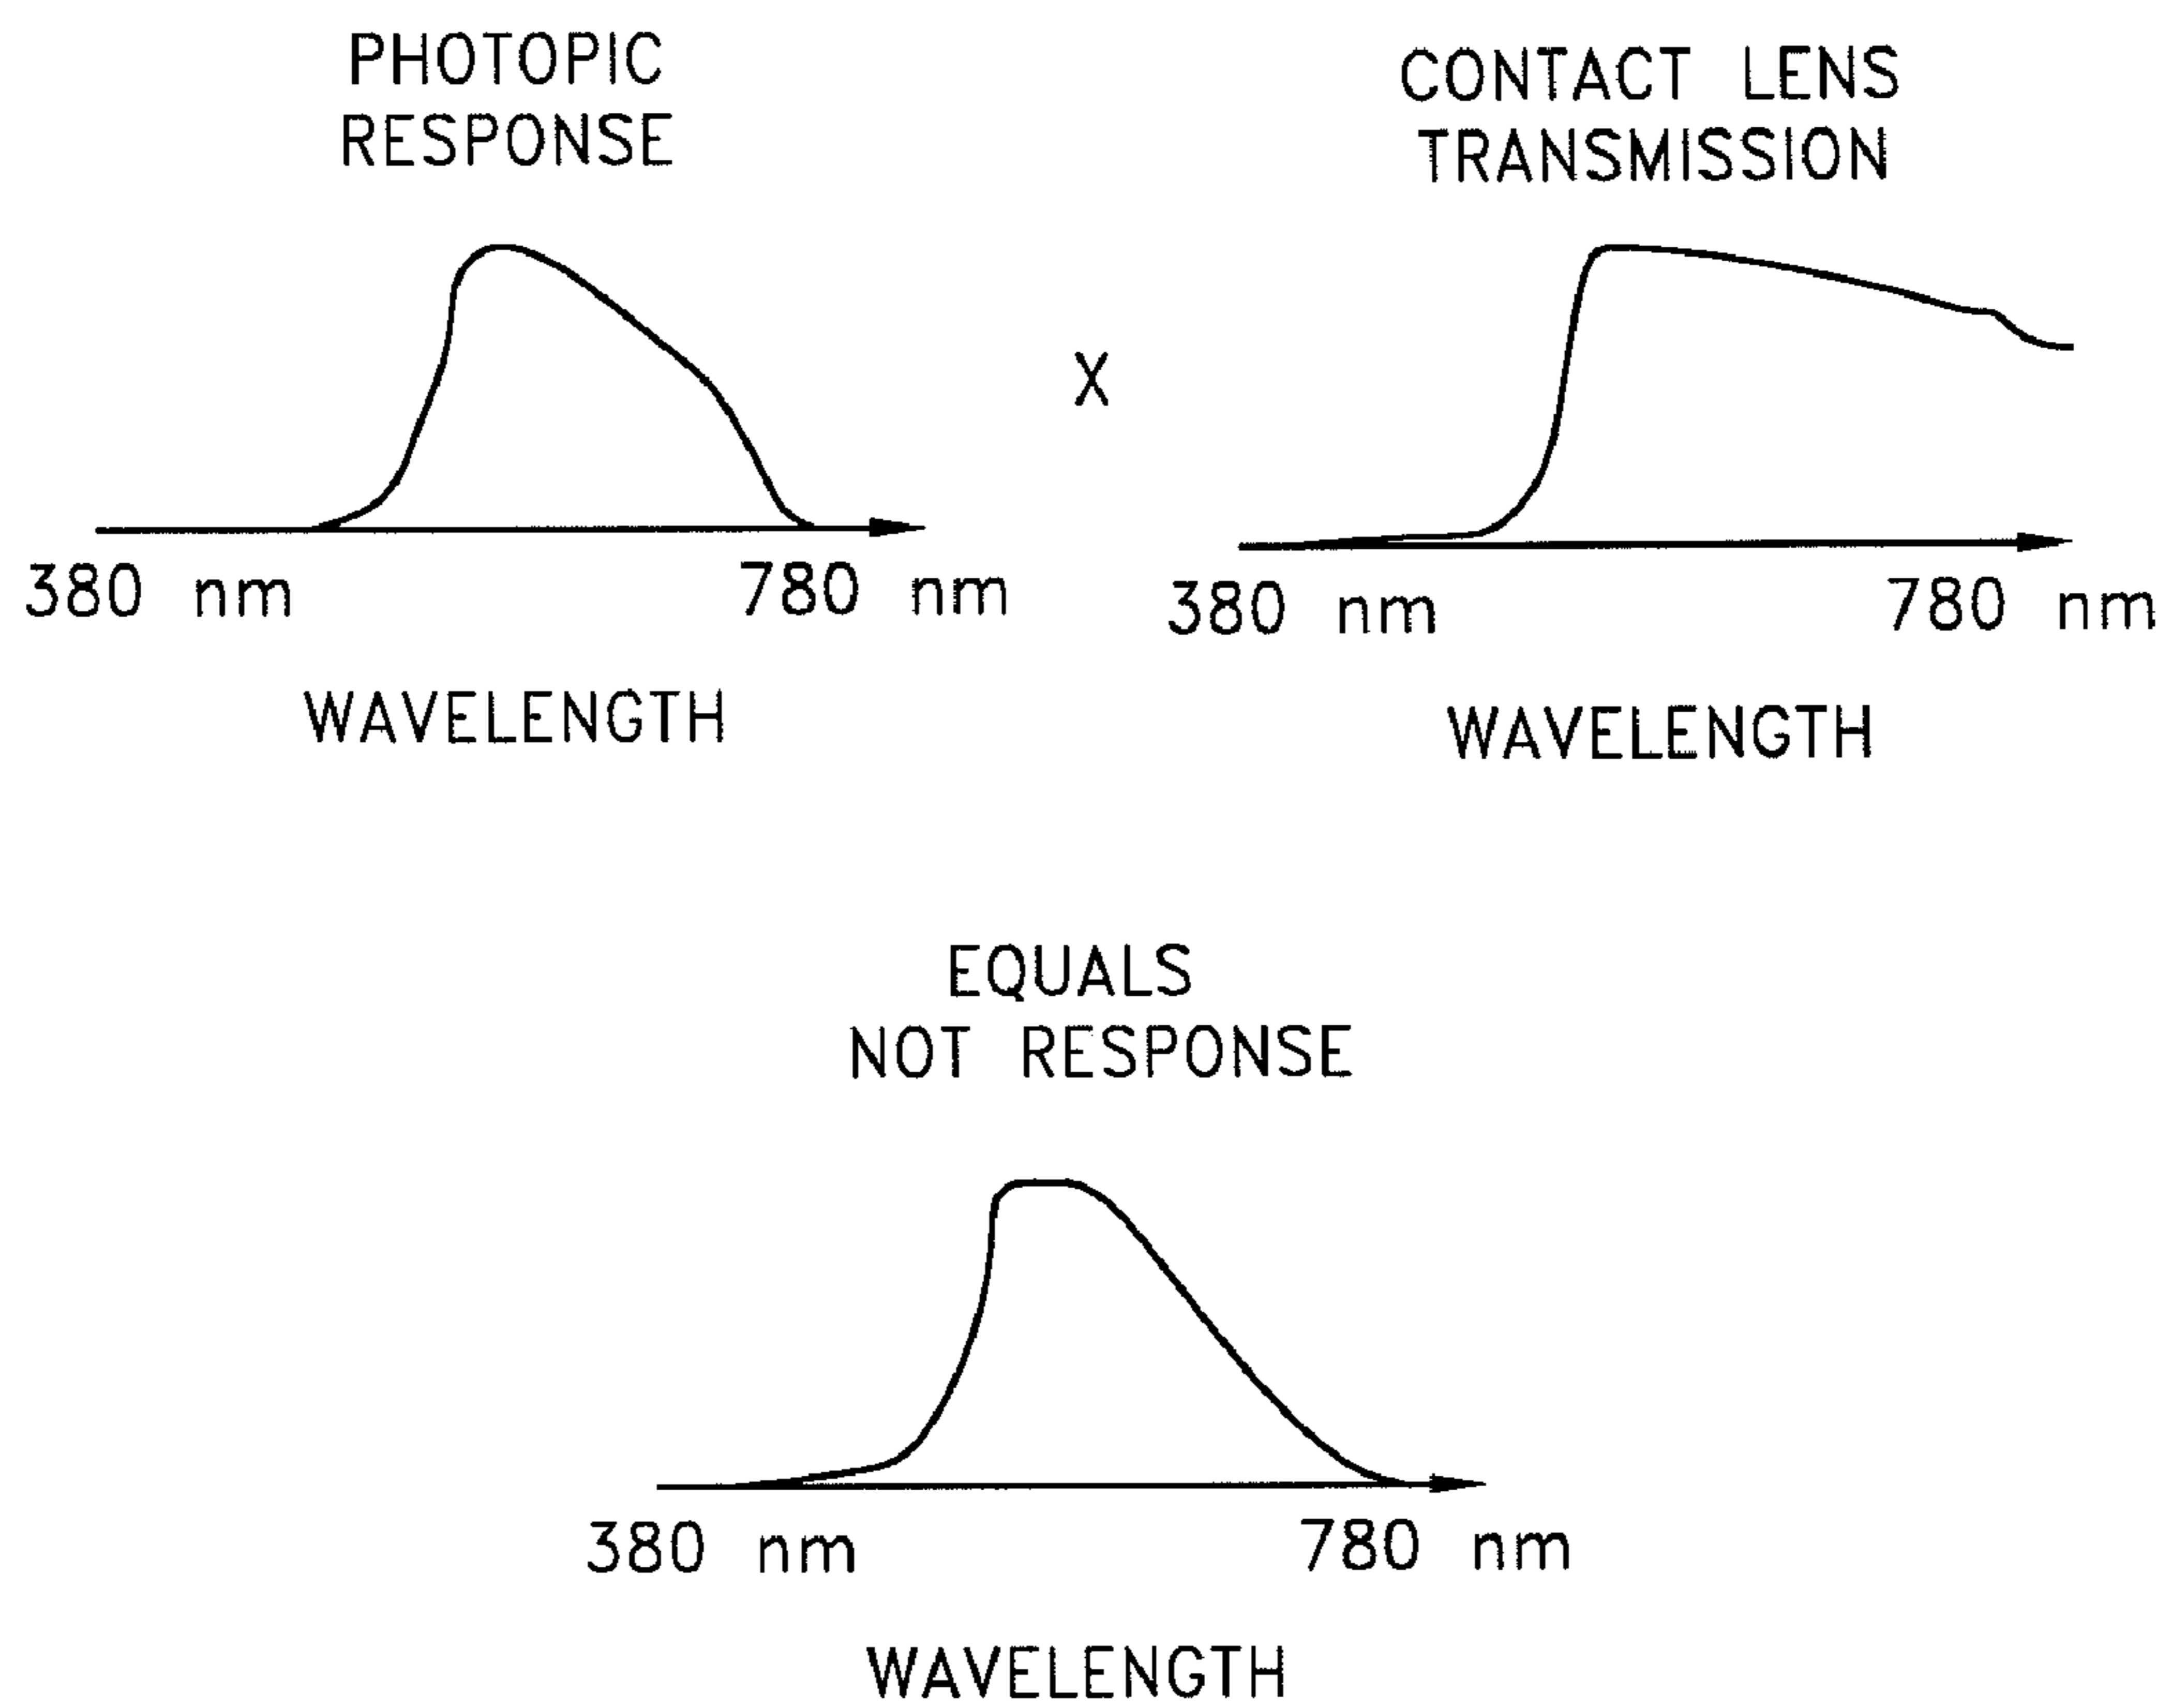 PHOTOPIC
RESPONSE
CONTACT LENS
TRANSMISSION
X
380 nm
780 nm
WAVELENGTH
380 nm
780 nm
WAVELENGTH
EQUALS
NOT RESPONSE
380 nm
780 nm
WAVELENGTH